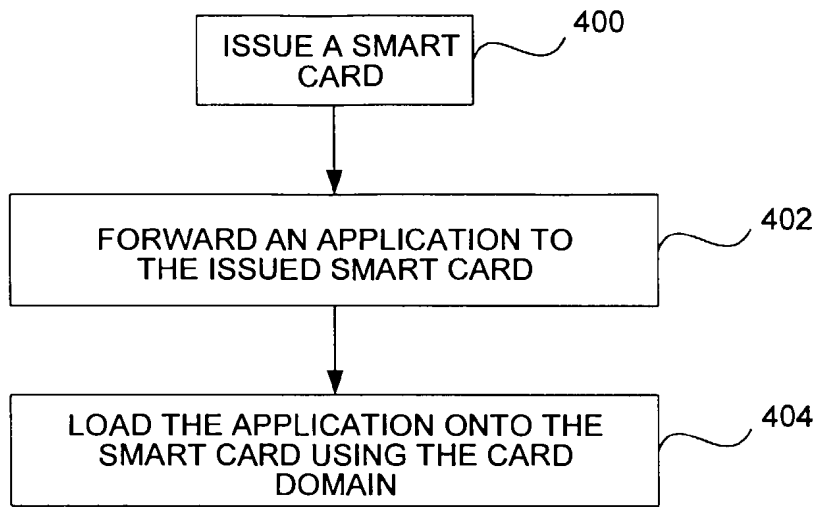 ISSUE A SMART
CARD
400
FORWARD AN APPLICATION TO
THE ISSUED SMART CARD
402
LOAD THE APPLICATION ONTO THE
SMART CARD USING THE CARD
DOMAIN
404